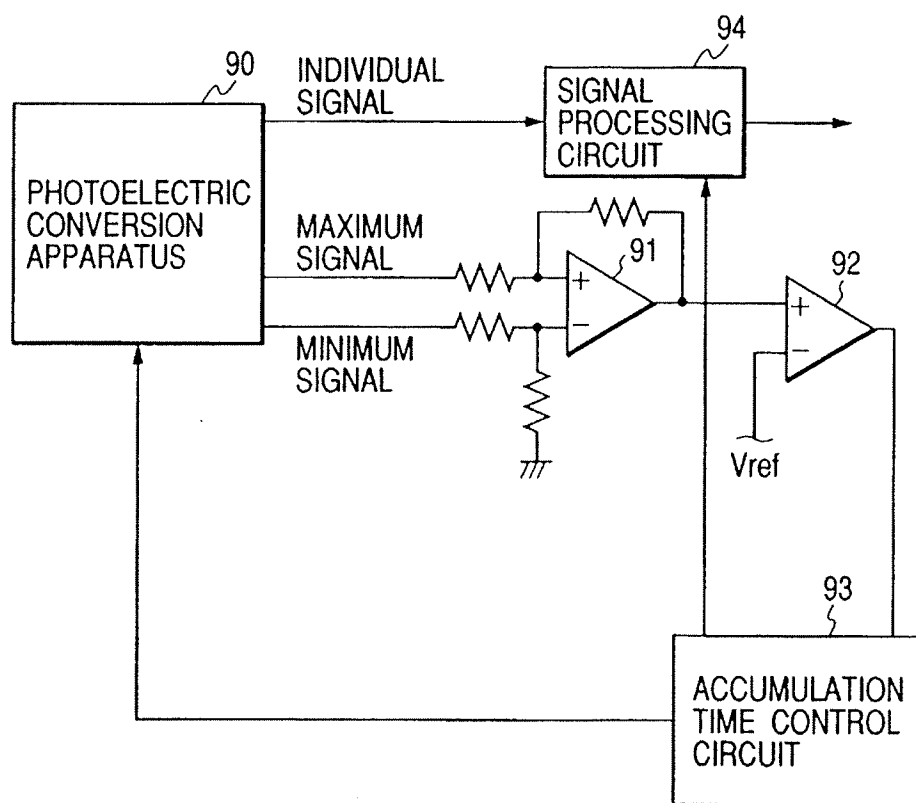 94
90
INDIVIDUAL
SIGNAL
SIGNAL
PROCESSING
CIRCUIT
PHOTOELECTRIC
CONVERSION
APPARATUS
MAXIMUM
SIGNAL
91
+
−
92
+
−
MINIMUM
SIGNAL
Vref
93
ACCUMULATION
TIME CONTROL
CIRCUIT